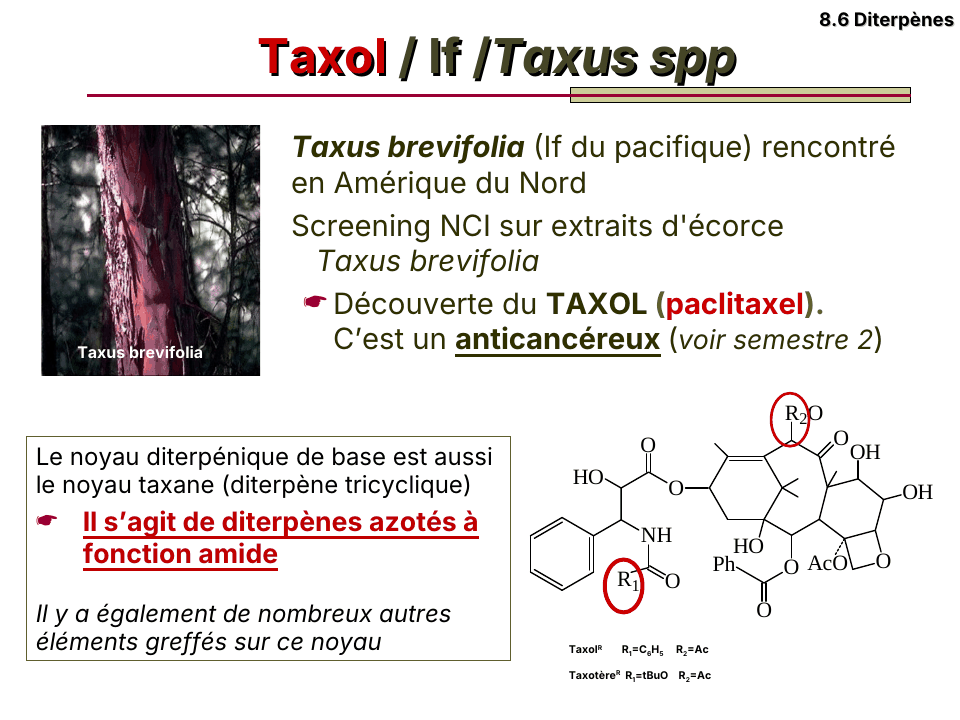 8.6 Diterpènes
Taxol / If /Taxus spp
Taxus brevifolia (If du pacifique) rencontré
en Amérique du Nord
Screening NCI sur extraits d'écorce
Taxus brevifolia
☛ Découverte du TAXOL (paclitaxel).
C’est un anticancéreux (voir semestre 2)
Taxus brevifolia
Le noyau diterpénique de base est aussi
le noyau taxane (diterpène tricyclique)
☛ Il s’agit de diterpènes azotés à
fonction amide
Il y a également de nombreux autres
éléments greffés sur ce noyau
R2O
O
O
OH
HO
O
OH
NH
HO
Ph
O
AcO
O
R1
O
O
TaxolR R1=C6H5 R2=Ac
TaxotèreR R1=tBuO R2=Ac